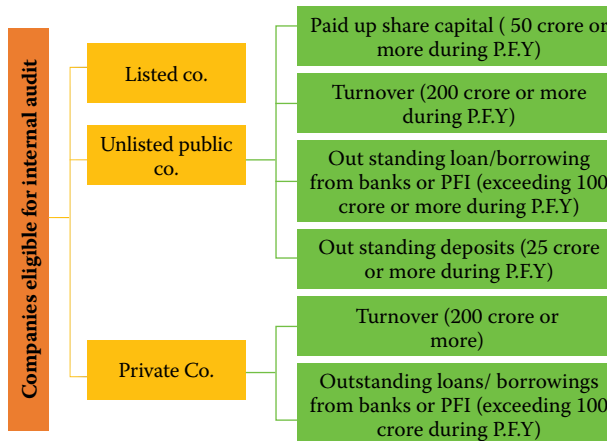 Companies eligible for internal audit
Listed co.
Unlisted public
co.
Paid up share capital ( 50 crore or
more during P.F.Y)
Turnover (200 crore or more
during P.F.Y)
Out standing loan/borrowing
from banks or PFI (exceeding 100
crore or more during P.F.Y)
Out standing deposits (25 crore
or more during P.F.Y)
Private Co.
Turnover (200 crore or
more)
Outstanding loans/ borrowings
from banks or PFI (exceeding 100
crore during P.F.Y)